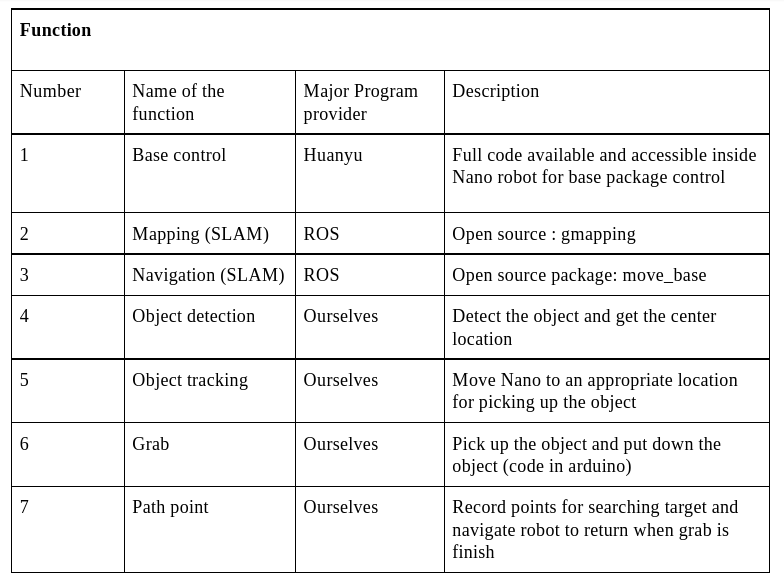 Function
Number
Name of the
function
Major Program
provider
Description
1
Base control
Huanyu
Full code available and accessible inside
Nano robot for base package control
2
Mapping (SLAM)
ROS
Open source : gmapping
3
Navigation (SLAM)
ROS
Open source package: move_base
4
Object detection
Ourselves
Detect the object and get the center
location
5
Object tracking
Ourselves
Move Nano to an appropriate location
for picking up the object
6
Grab
Ourselves
Pick up the object and put down the
object (code in arduino)
7
Path point
Ourselves
Record points for searching target and
navigate robot to return when grab is
finish